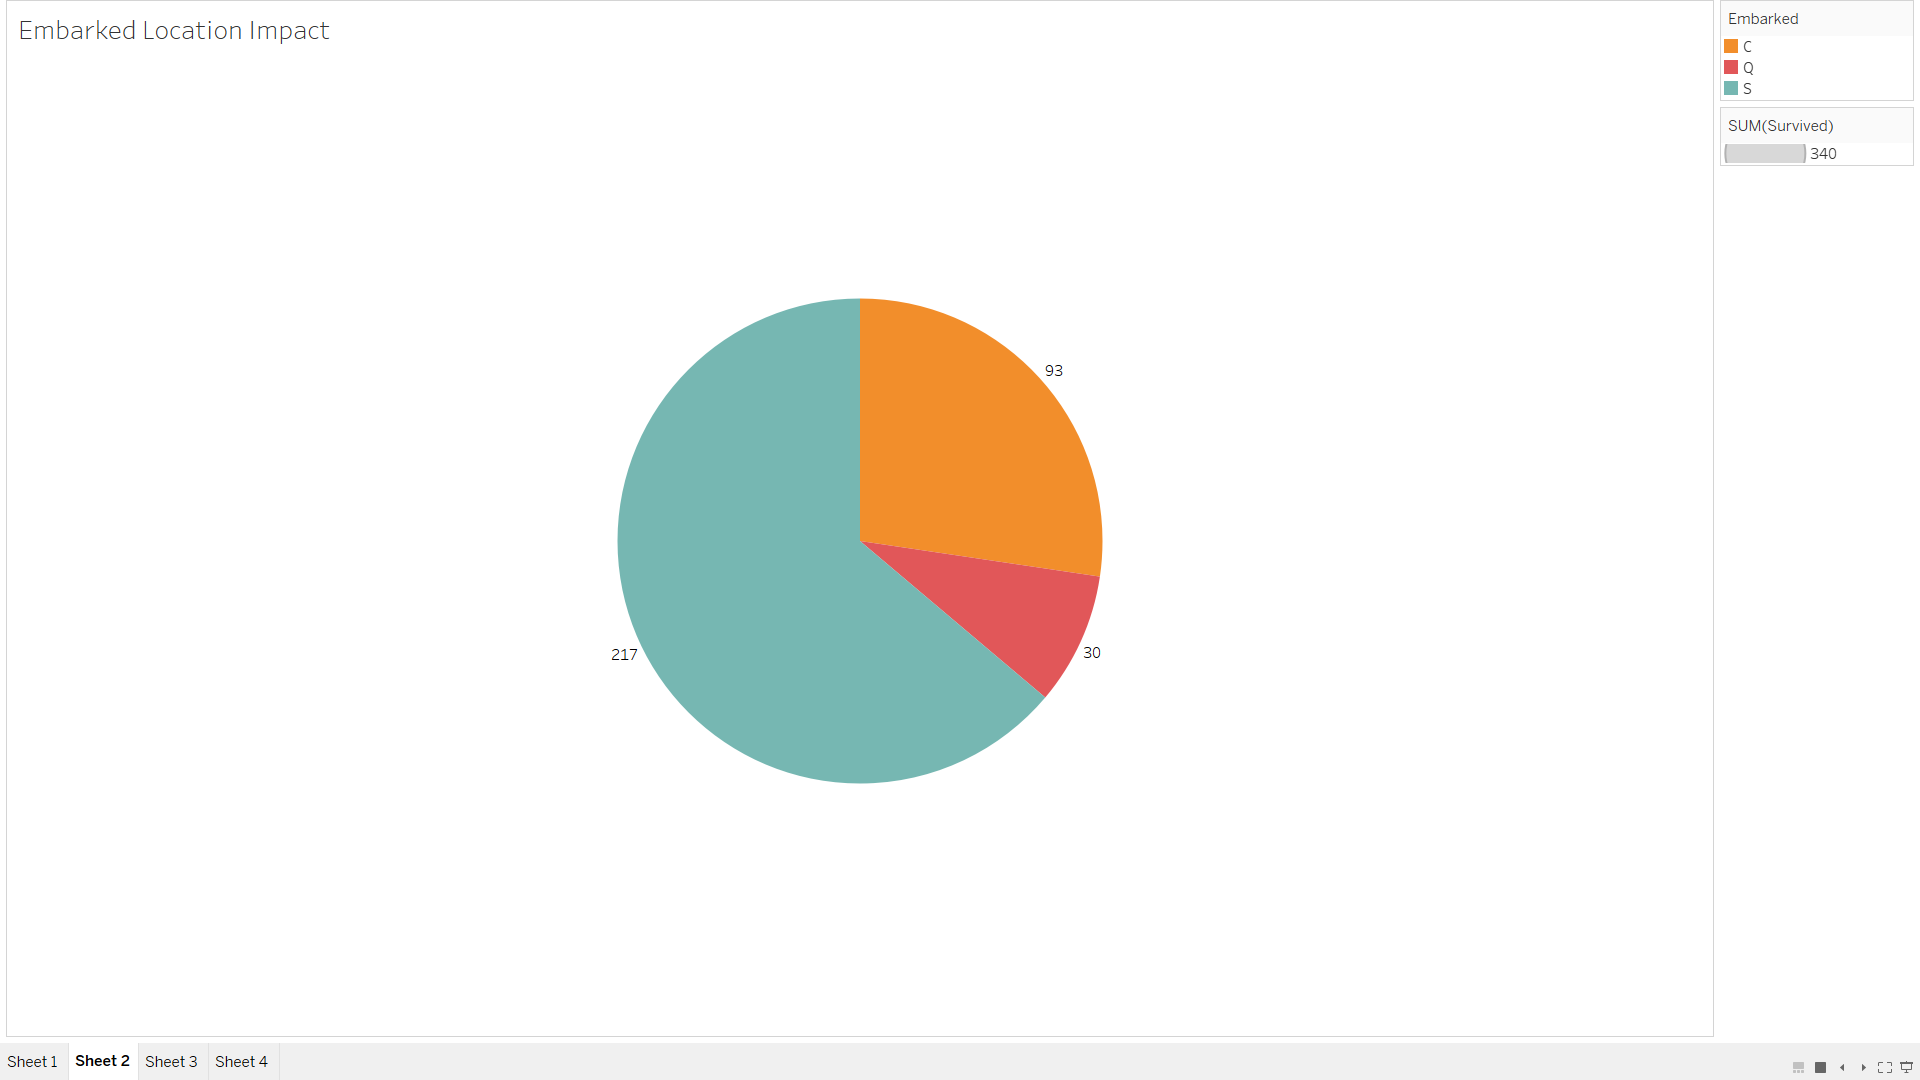 Embarked Location Impact
93
30
217
Embarked
C
Q
S
SUM(Survived)
340
Sheet 1
Sheet 2
Sheet 3
Sheet 4